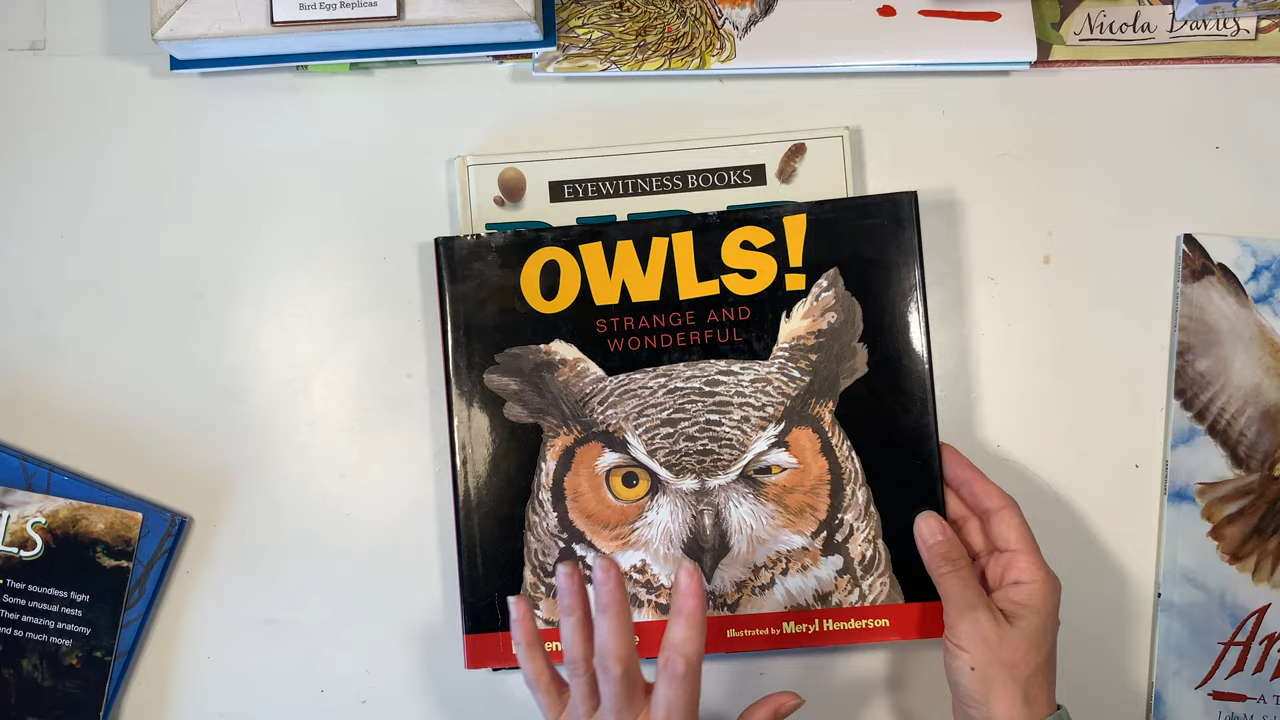 Bird Egg Replicas
Nicola Davies
EYEWITNESS BOOKS
OWLS!
STRANGE AND
WONDERFUL
Illustrated by Meryl Henderson
LS
• Their soundless flight
Some unusual nests
Their amazing anatomy
and so much more!